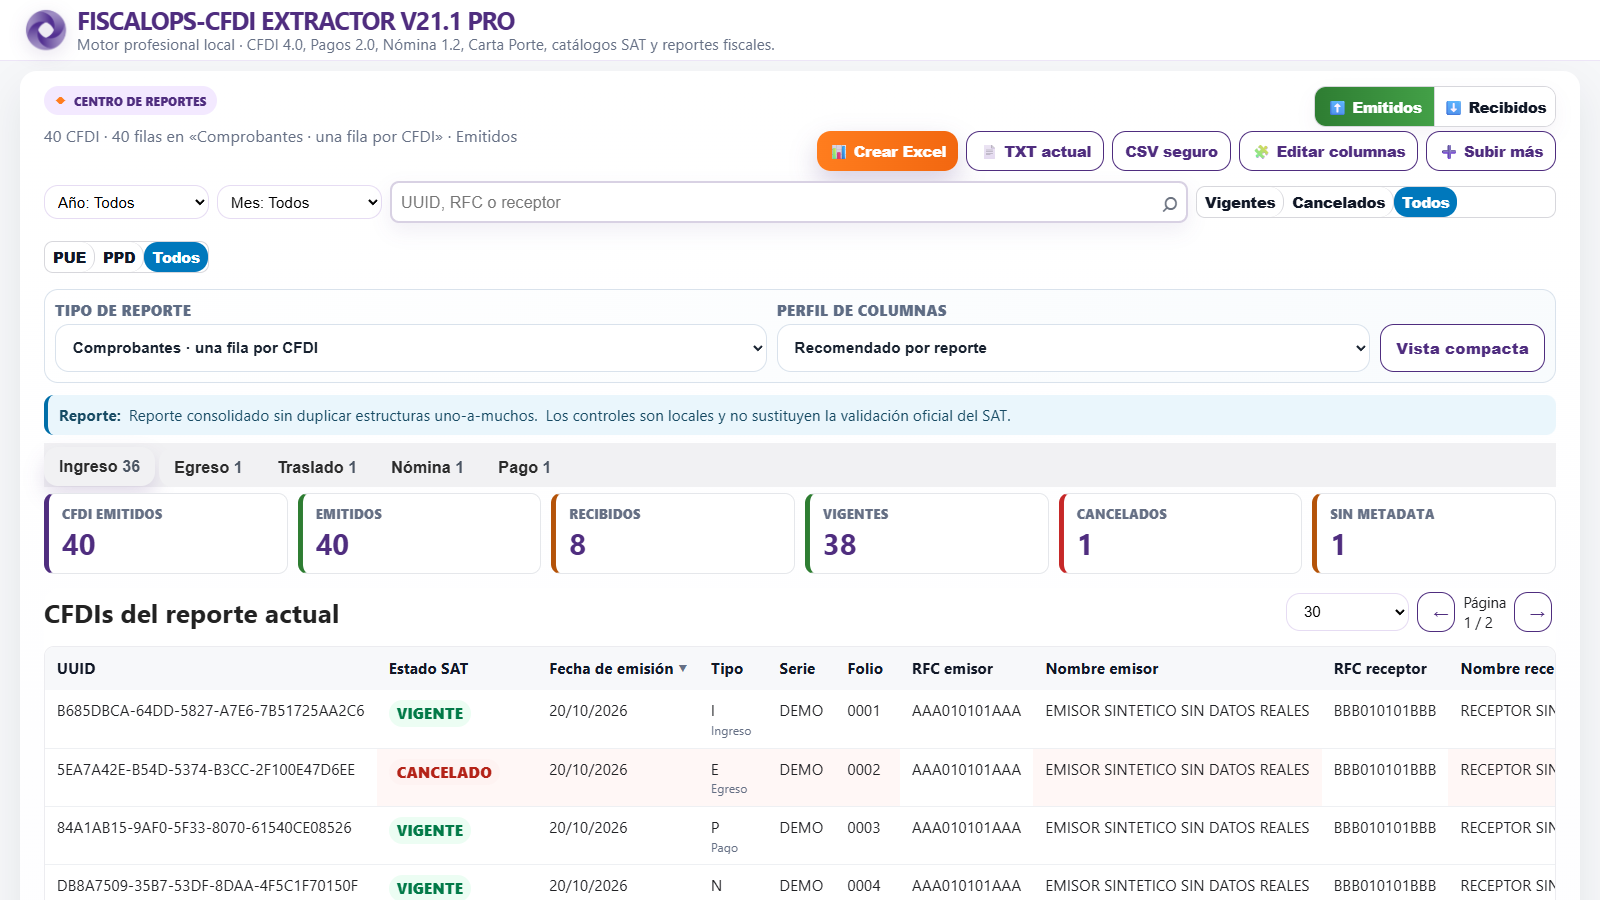 FISCALOPS-CFDI EXTRACTOR V21.1 PRO
Motor profesional local · CFDI 4.0, Pagos 2.0, Nómina 1.2, Carta Porte, catálogos SAT y reportes fiscales.
CENTRO DE REPORTES
Emitidos Recibidos
40 CFDI · 40 filas en «Comprobantes · una fila por CFDI» · Emitidos
Crear Excel TXT actual CSV seguro Editar columnas Subir más
Año: Todos Mes: Todos UUID, RFC o receptor Vigentes Cancelados Todos
PUE PPD Todos
TIPO DE REPORTE PERFIL DE COLUMNAS
Comprobantes · una fila por CFDI Recomendado por reporte Vista compacta
Reporte: Reporte consolidado sin duplicar estructuras uno-a-muchos. Los controles son locales y no sustituyen la validación oficial del SAT.
Ingreso 36 Egreso 1 Traslado 1 Nómina 1 Pago 1
CFDI EMITIDOS EMITIDOS RECIBIDOS VIGENTES CANCELADOS SIN METADATA
40 40 8 38 1 1
CFDIs del reporte actual 30 ← Página 1 / 2 →
UUID Estado SAT Fecha de emisión Tipo Serie Folio RFC emisor Nombre emisor RFC receptor Nombre rece
B685DBCA-64DD-5827-A7E6-7B51725AA2C6 VIGENTE 20/10/2026 I DEMO 0001 AAA010101AAA EMISOR SINTETICO SIN DATOS REALES BBB010101BBB RECEPTOR SIN
Ingreso
5EA7A42E-B54D-5374-B3CC-2F100E47D6EE CANCELADO 20/10/2026 E DEMO 0002 AAA010101AAA EMISOR SINTETICO SIN DATOS REALES BBB010101BBB RECEPTOR SIN
Egreso
84A1AB15-9AF0-5F33-8070-61540CE08526 VIGENTE 20/10/2026 P DEMO 0003 AAA010101AAA EMISOR SINTETICO SIN DATOS REALES BBB010101BBB RECEPTOR SIN
Pago
DB8A7509-35B7-53DF-8DAA-4F5C1F70150F VIGENTE 20/10/2026 N DEMO 0004 AAA010101AAA EMISOR SINTETICO SIN DATOS REALES BBB010101BBB RECEPTOR SIN